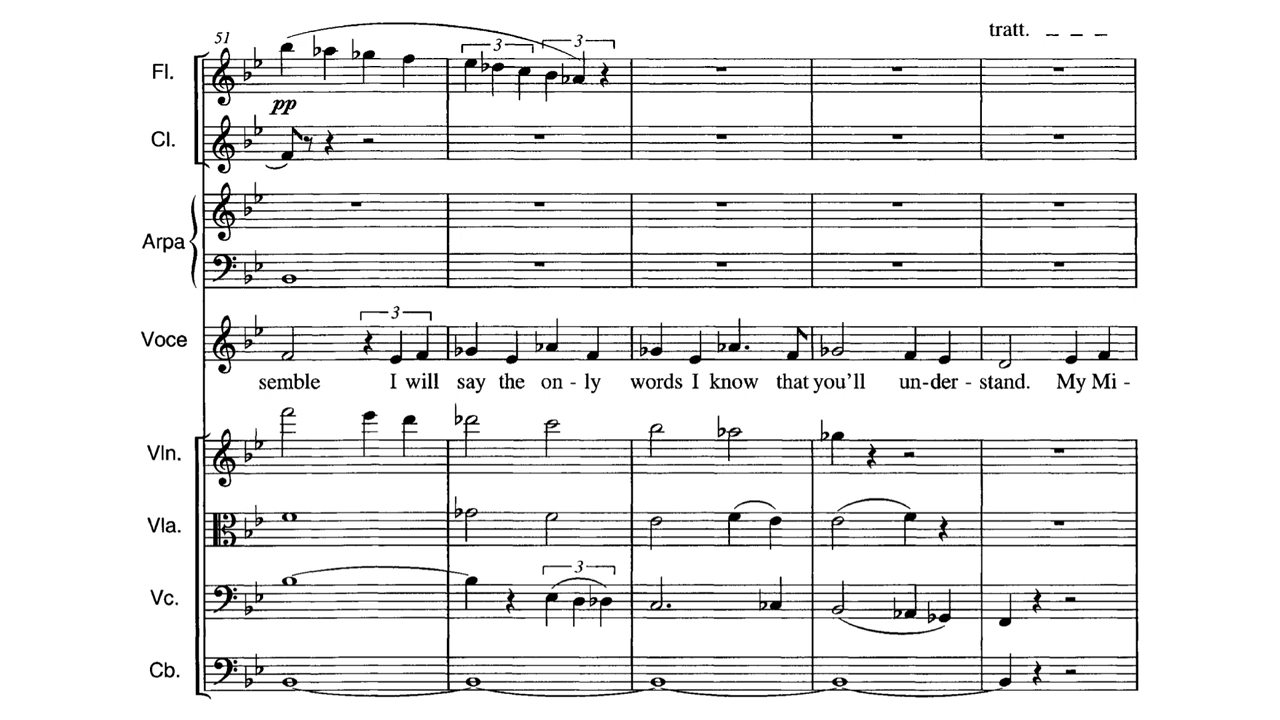 tratt.
51
Fl.
3 3
pp
Cl.
Arpa
3
Voce
semble I will say the on - ly words I know that you'll un-der - stand. My Mi -
Vln.
Vla.
3
Vc.
Cb.